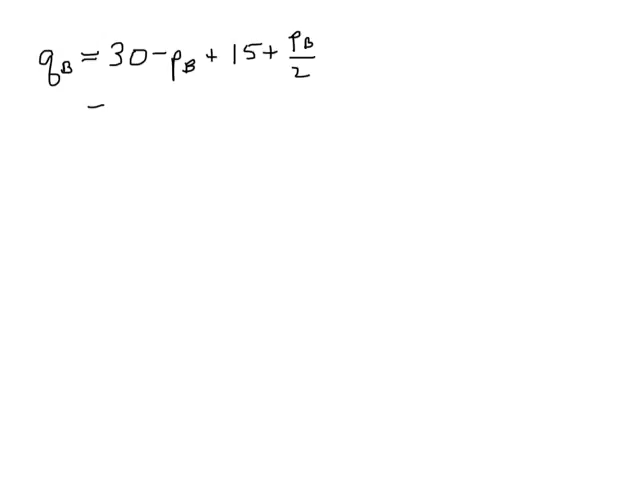 q_B = 30 - p_B + 15 + p_B/2
-